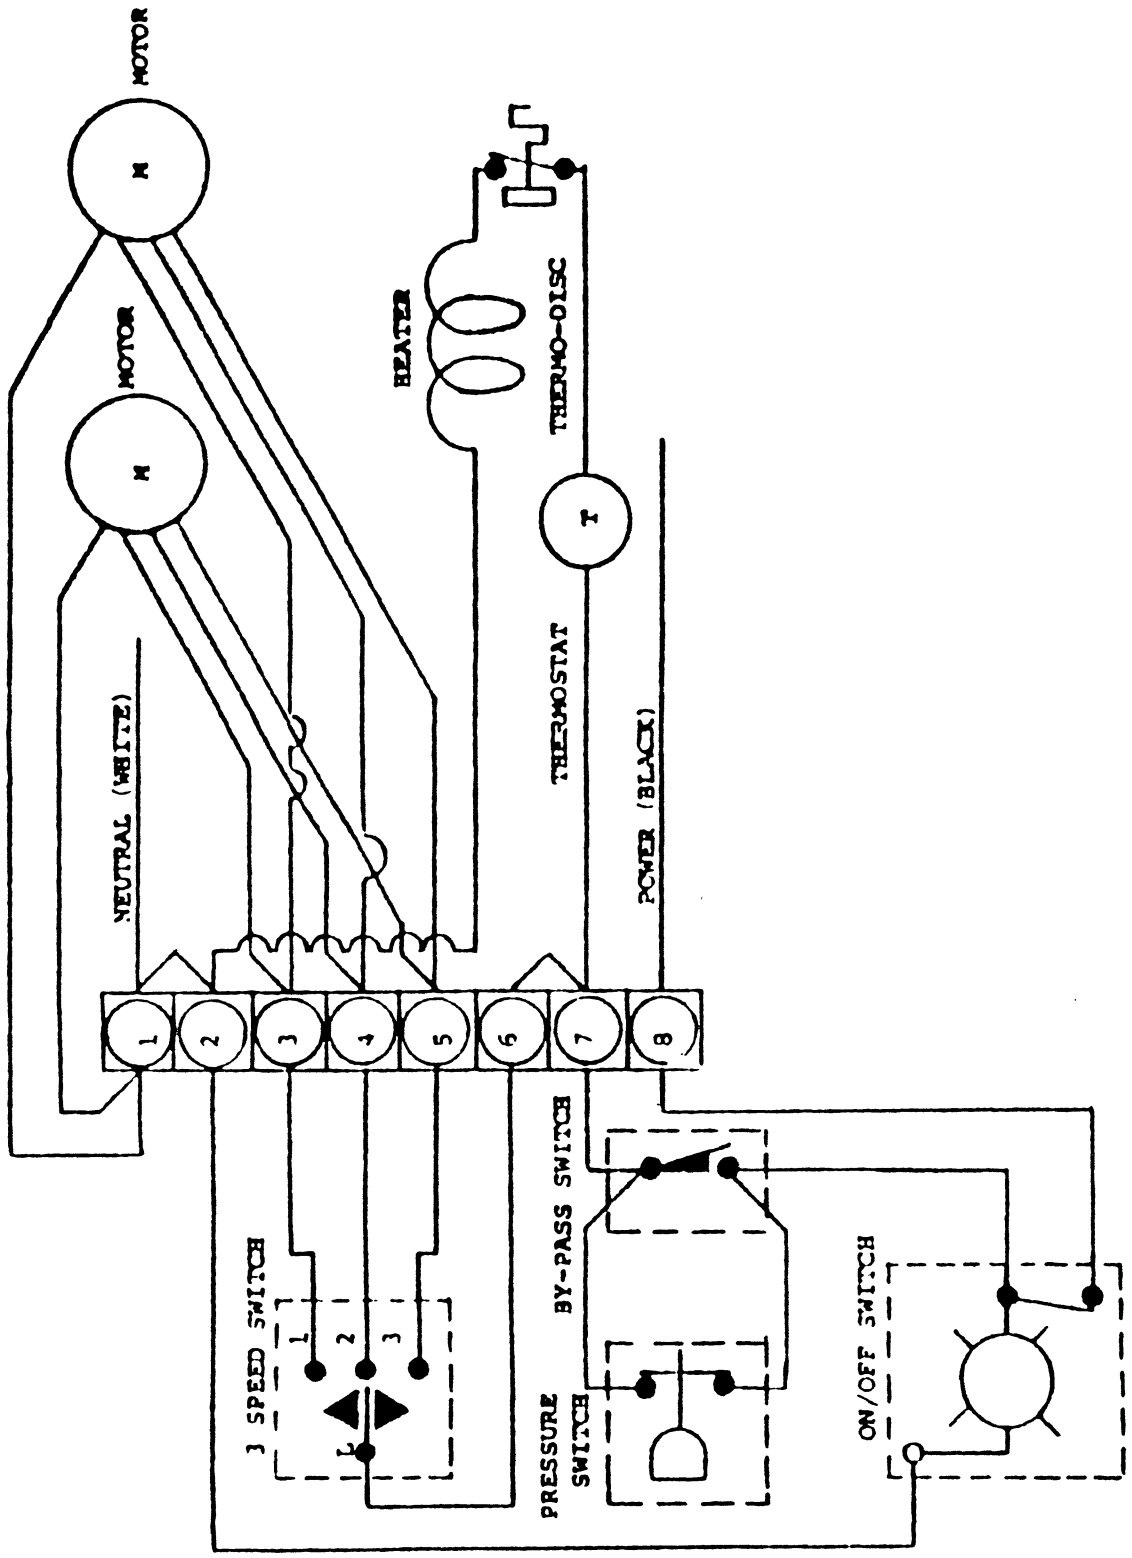 MOTOR
M
MOTOR
M
NEUTRAL (WHITE)
HEATER
THERMO-DISC
T
THERMOSTAT
POWER (BLACK)
1
2
3
4
5
6
7
8
3 SPEED SWITCH
1
2
3
L
BY-PASS SWITCH
PRESSURE
SWITCH
ON/OFF SWITCH